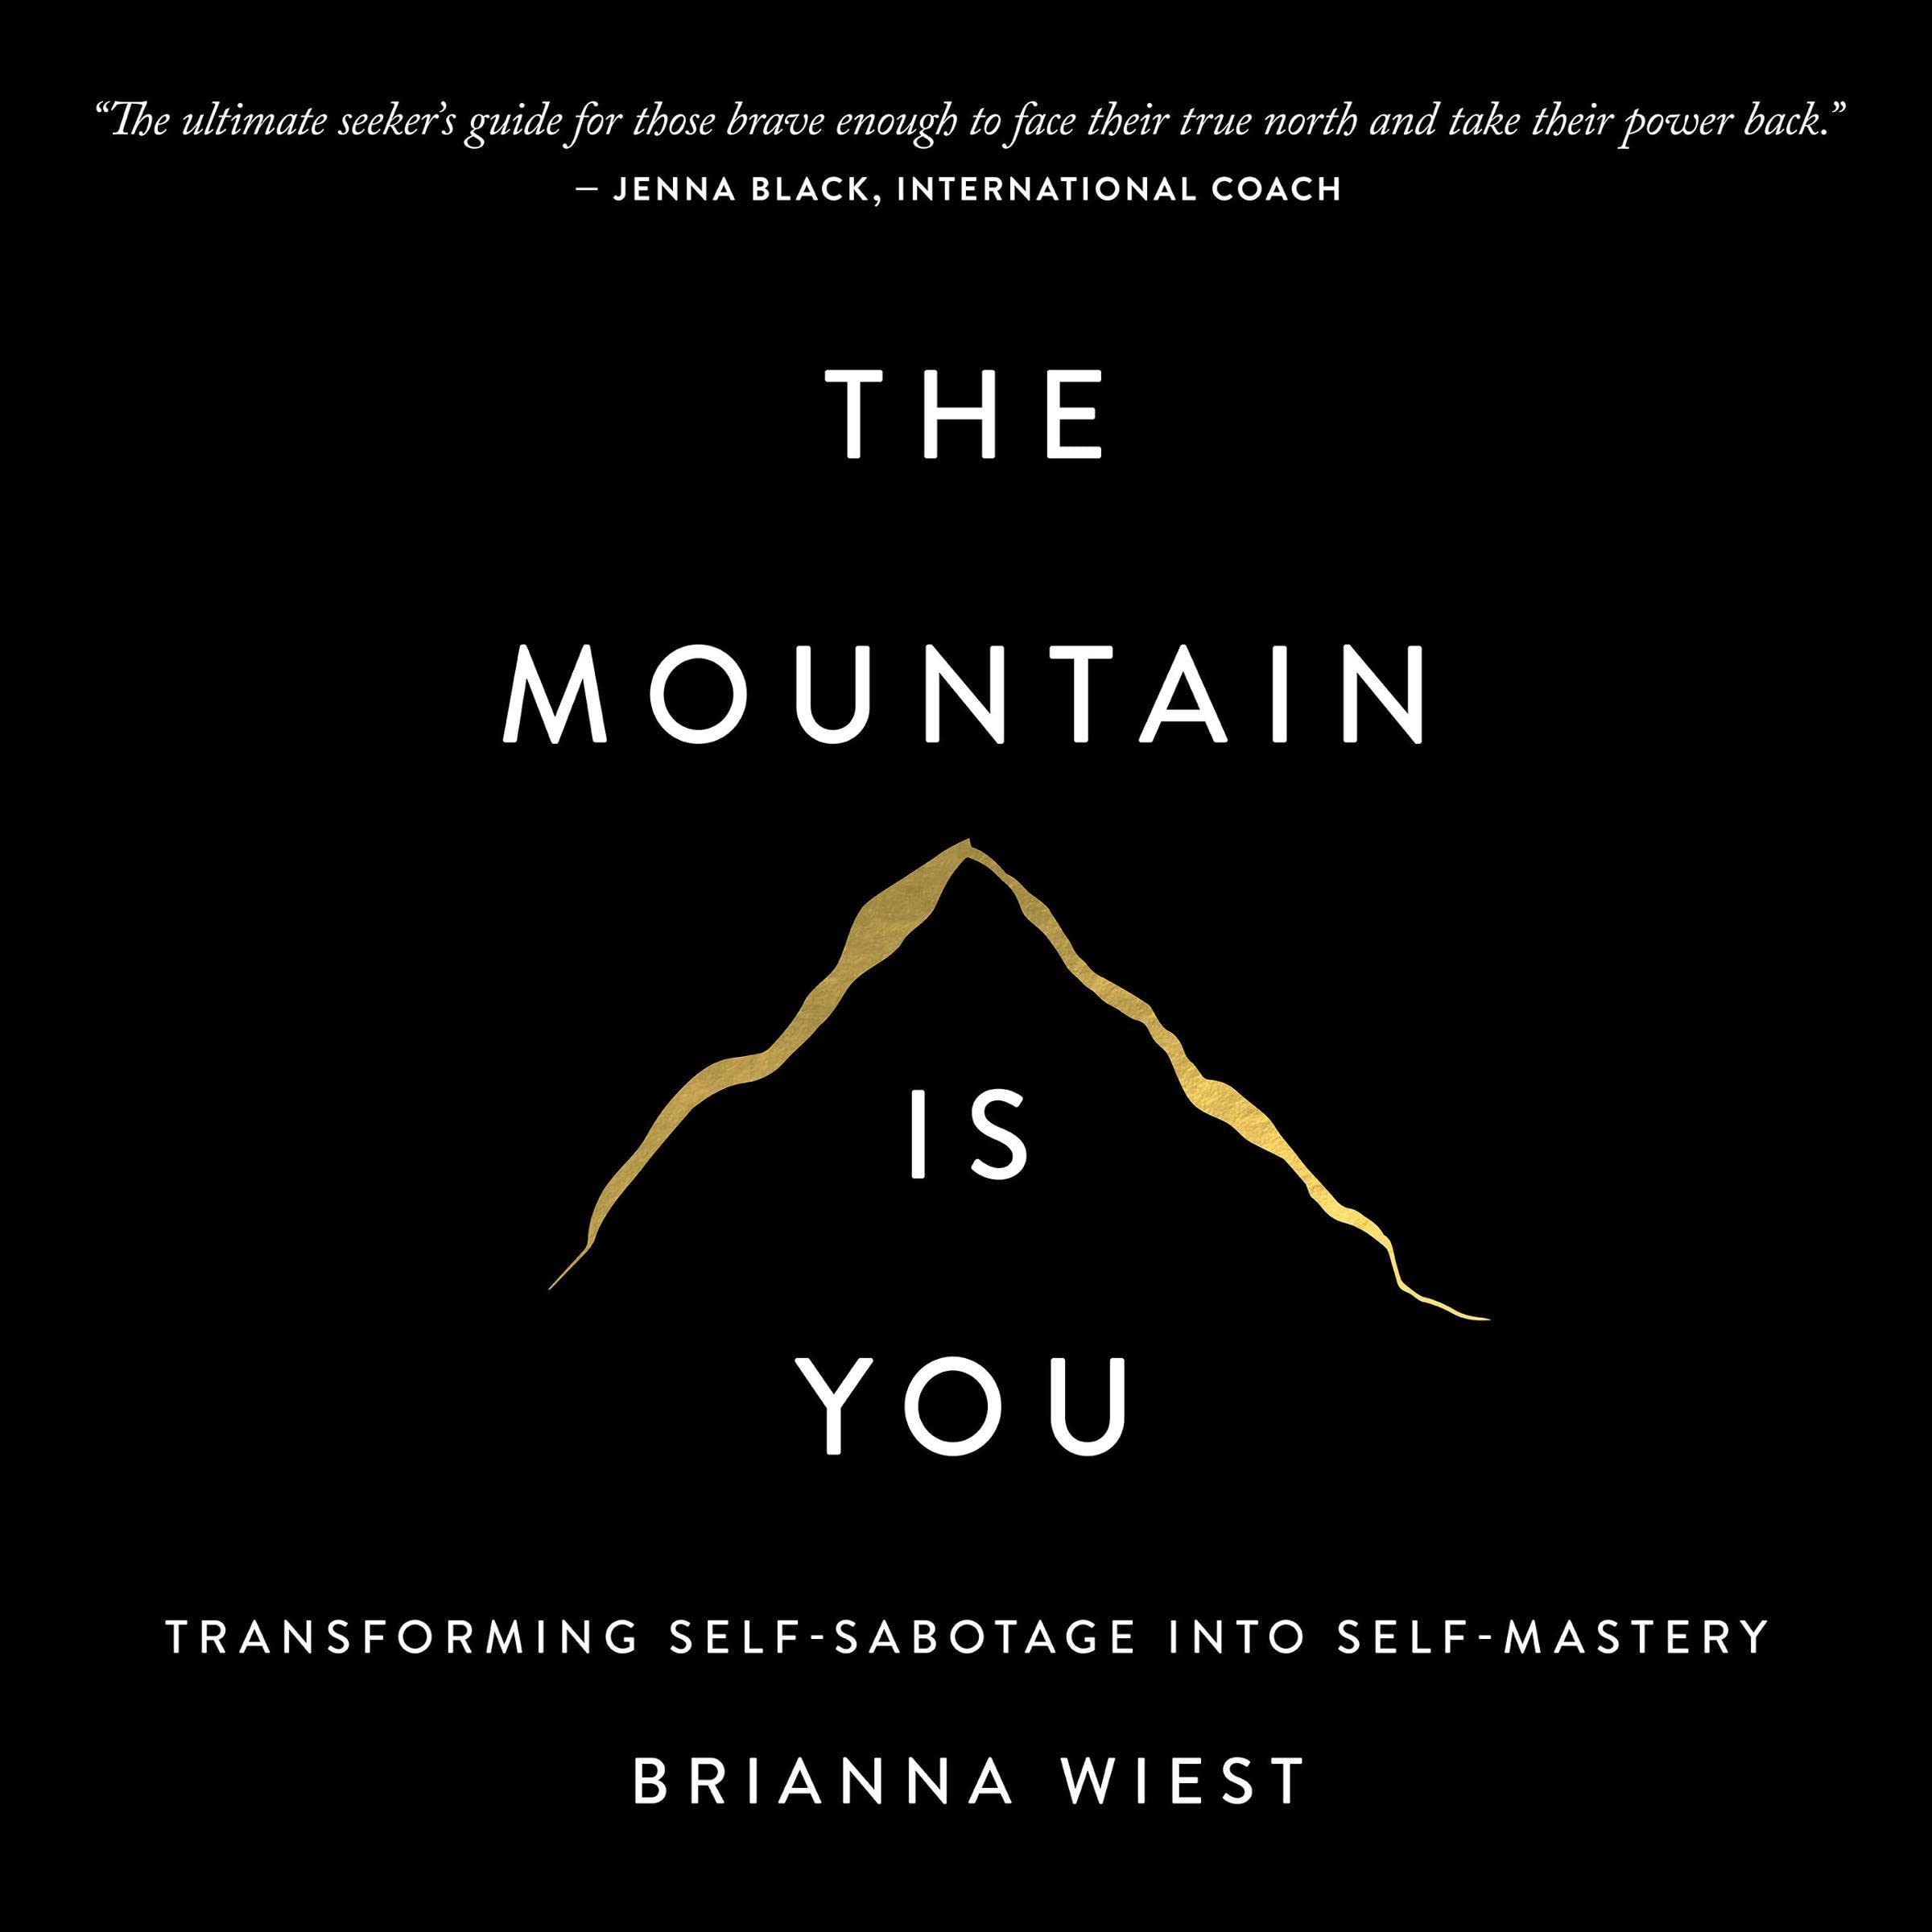 “The ultimate seeker’s guide for those brave enough to face their true north and take their power back.”
— JENNA BLACK, INTERNATIONAL COACH
THE
MOUNTAIN
IS
YOU
TRANSFORMING SELF-SABOTAGE INTO SELF-MASTERY
BRIANNA WIEST